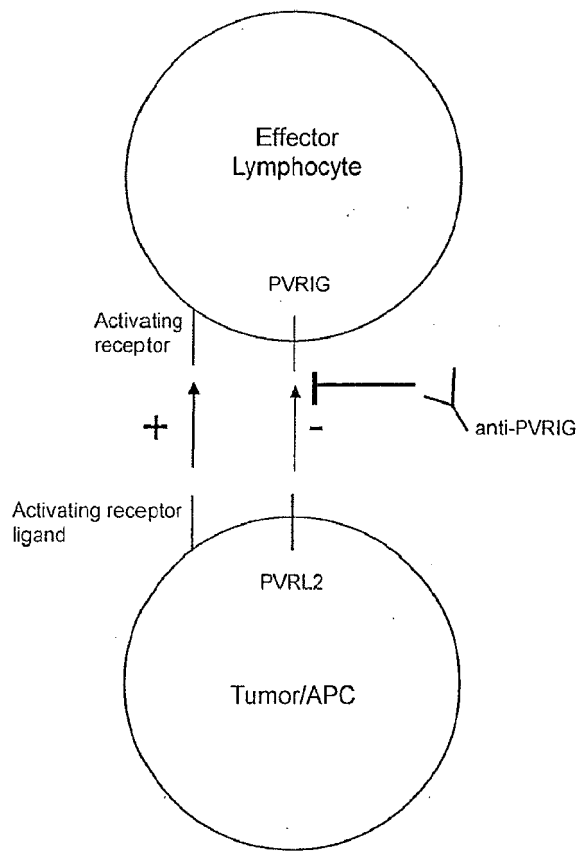 Effector
Lymphocyte
PVRIG
Activating
receptor
+
-
anti-PVRIG
Activating receptor
ligand
PVRL2
Tumor/APC